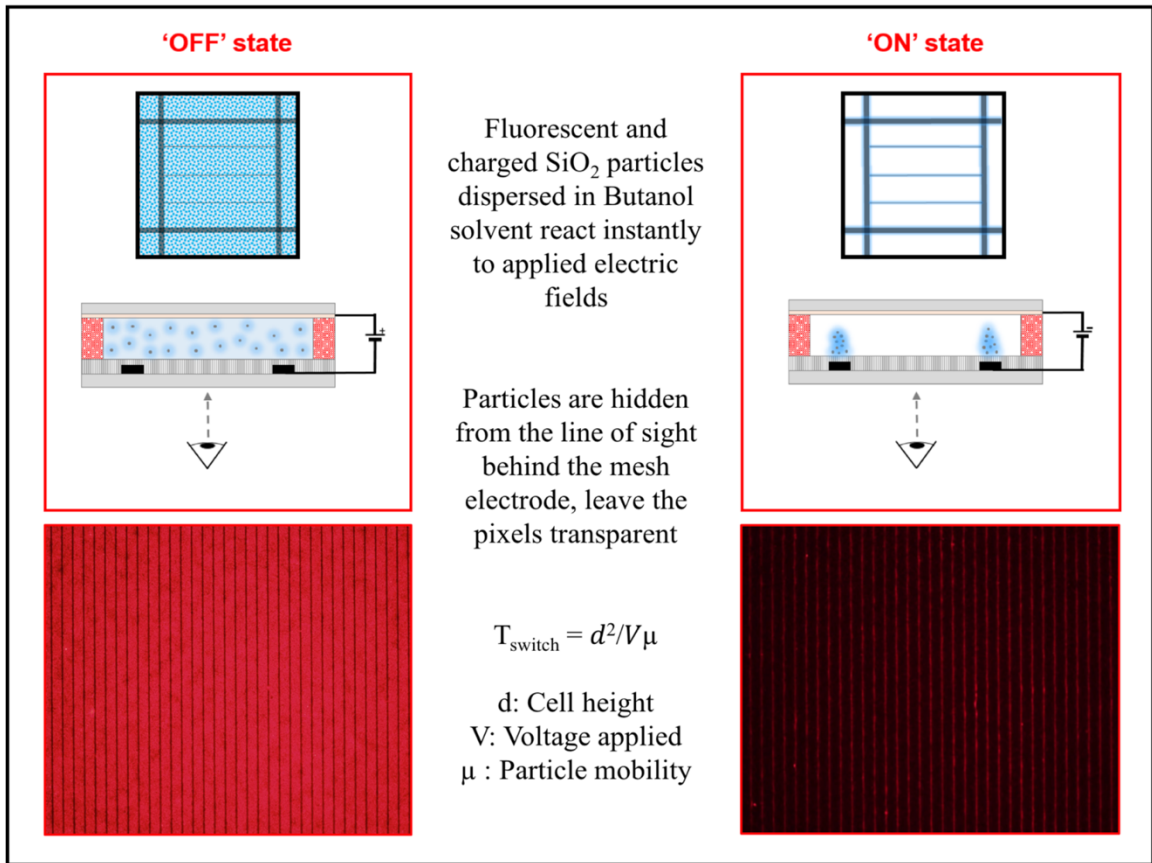 'OFF' state
'ON' state
Fluorescent and
charged SiO₂ particles
dispersed in Butanol
solvent react instantly
to applied electric
fields
Particles are hidden
from the line of sight
behind the mesh
electrode, leave the
pixels transparent
T_switch = d²/Vμ
d: Cell height
V: Voltage applied
μ : Particle mobility
+
-